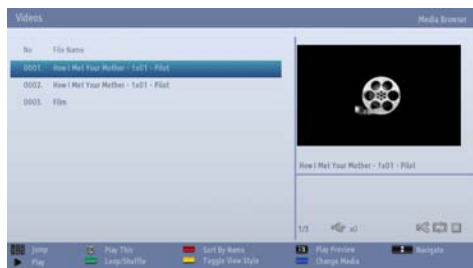 Videos
Media Browser
No File Name
0001. How I Met Your Mother - 1x01 - Pilot
0002. How I Met Your Mother - 1x01 - Pilot
0003. Film
How I Met Your Mother - 1x01 - Pilot
1/3 x0
Jump Play This Sort By Name Play Preview Navigate
Play Loop/Shuffle Toggle View Style Change Media